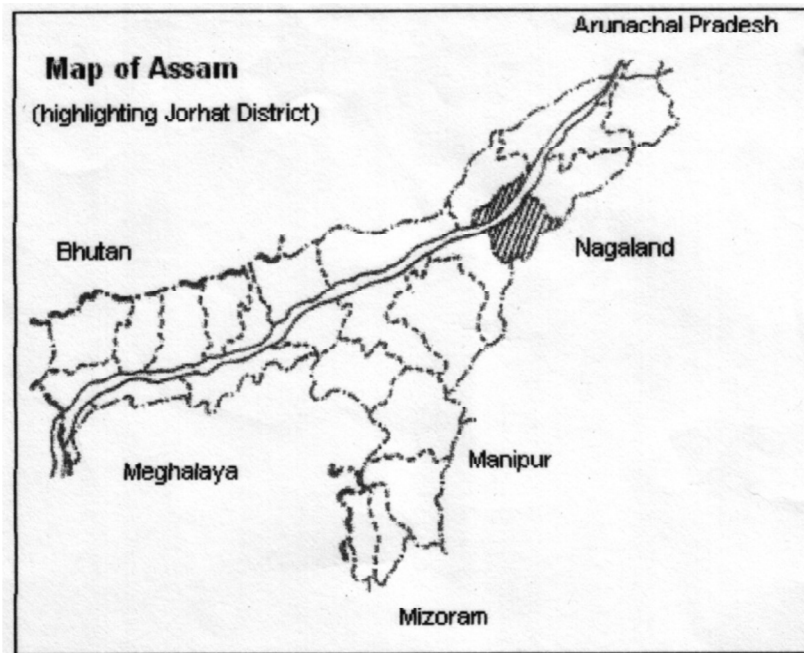 Arunachal Pradesh
Map of Assam
(highlighting Jorhat District)
Bhutan
Nagaland
Meghalaya
Manipur
Mizoram